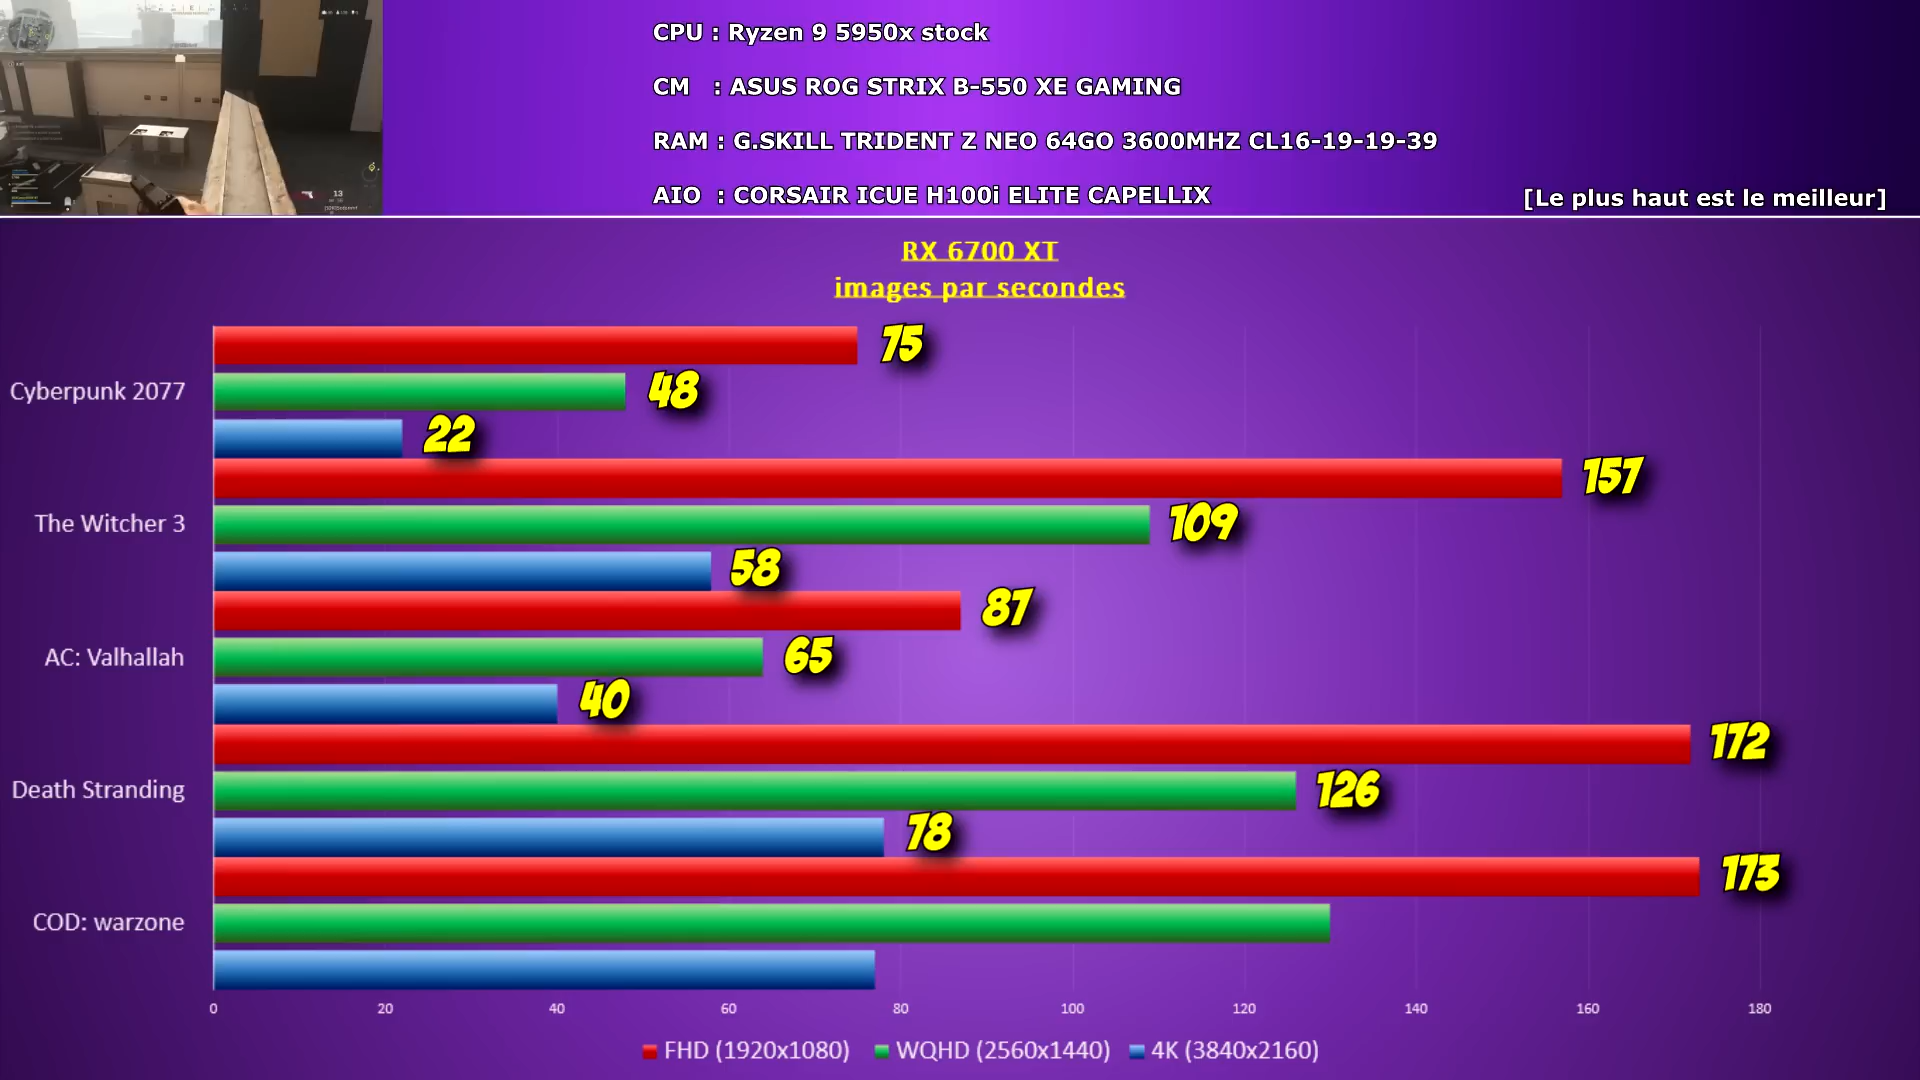 CPU : Ryzen 9 5950x stock
CM : ASUS ROG STRIX B-550 XE GAMING
RAM : G.SKILL TRIDENT Z NEO 64GO 3600MHZ CL16-19-19-39
AIO : CORSAIR ICUE H100i ELITE CAPELLIX
[Le plus haut est le meilleur]
13
RX 6700 XT
images par secondes
75
Cyberpunk 2077
48
22
157
The Witcher 3
109
58
87
AC: Valhallah
65
40
172
Death Stranding
126
78
173
COD: warzone
0 20 40 60 80 100 120 140 160 180
FHD (1920x1080) WQHD (2560x1440) 4K (3840x2160)